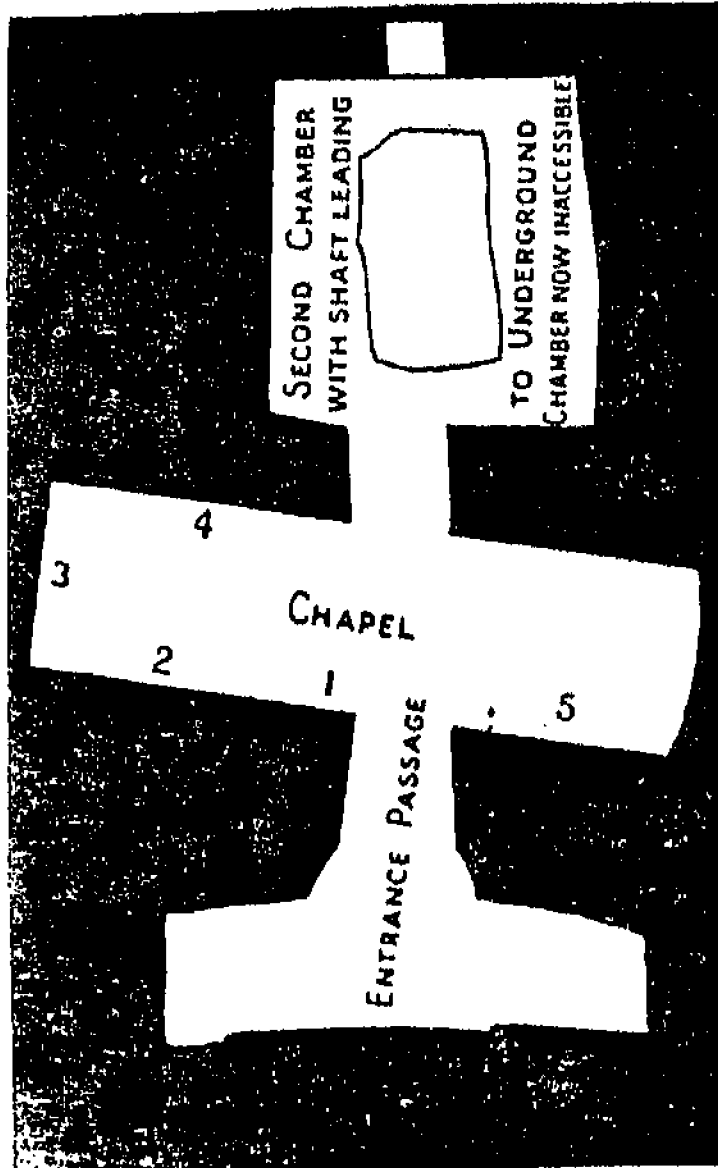 SECOND CHAMBER
WITH SHAFT LEADING
TO UNDERGROUND
CHAMBER NOW INACCESSIBLE
4
3
CHAPEL
2
1
5
ENTRANCE PASSAGE